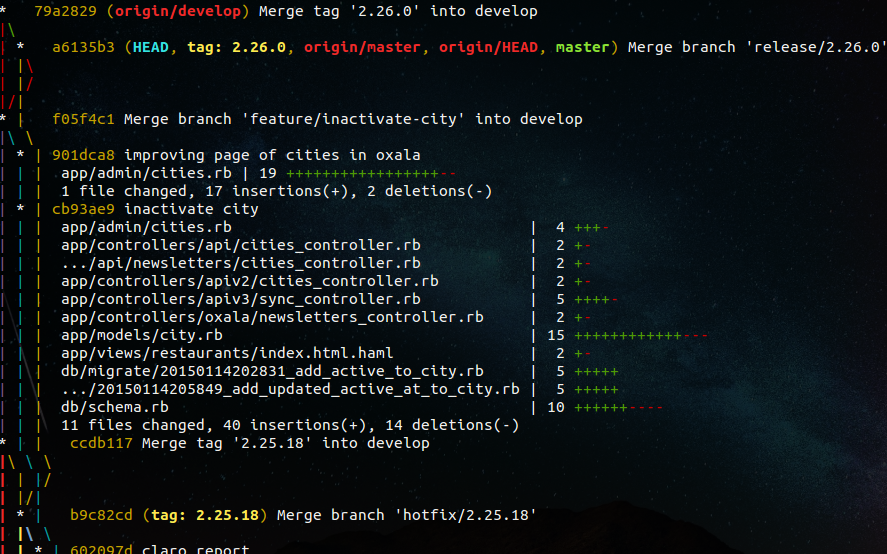 *   79a2829 (origin/develop) Merge tag '2.26.0' into develop
|\
| *   a6135b3 (HEAD, tag: 2.26.0, origin/master, origin/HEAD, master) Merge branch 'release/2.26.0'
| |\
| |/
|/|
* |   f05f4c1 Merge branch 'feature/inactivate-city' into develop
|\ \
| * | 901dca8 improving page of cities in oxala
| | |  app/admin/cities.rb | 19 +++++++++++++++++--
| | |  1 file changed, 17 insertions(+), 2 deletions(-)
| * | cb93ae9 inactivate city
| | |  app/admin/cities.rb                                 |  4 +++-
| | |  app/controllers/api/cities_controller.rb            |  2 +-
| | |  .../api/newsletters/cities_controller.rb            |  2 +-
| | |  app/controllers/apiv2/cities_controller.rb          |  2 +-
| | |  app/controllers/apiv3/sync_controller.rb            |  5 ++++-
| | |  app/controllers/oxala/newsletters_controller.rb     |  2 +-
| | |  app/models/city.rb                                  | 15 ++++++++++++---
| | |  app/views/restaurants/index.html.haml               |  2 +-
| | |  db/migrate/20150114202831_add_active_to_city.rb     |  5 +++++
| | |  .../20150114205849_add_updated_active_at_to_city.rb |  5 +++++
| | |  db/schema.rb                                        | 10 ++++++----
| | |  11 files changed, 40 insertions(+), 14 deletions(-)
* | |   ccdb117 Merge tag '2.25.18' into develop
|\ \ \
| | |/
| |/|
| * |   b9c82cd (tag: 2.25.18) Merge branch 'hotfix/2.25.18'
| |\ \
| | * | 602097d claro report